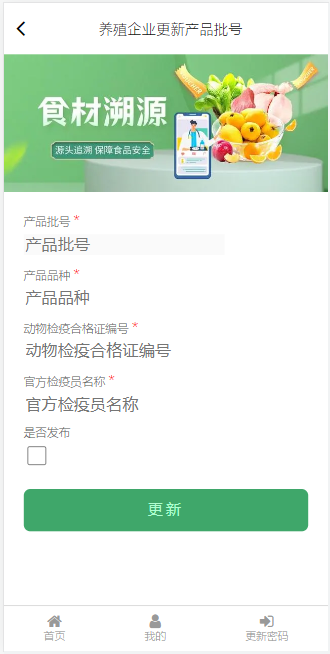 养殖企业更新产品批号
食材溯源
源头追溯 保障食品安全
产品批号 *
产品批号
产品品种 *
产品品种
动物检疫合格证编号 *
动物检疫合格证编号
官方检疫员名称 *
官方检疫员名称
是否发布
更新
首页
我的
更新密码